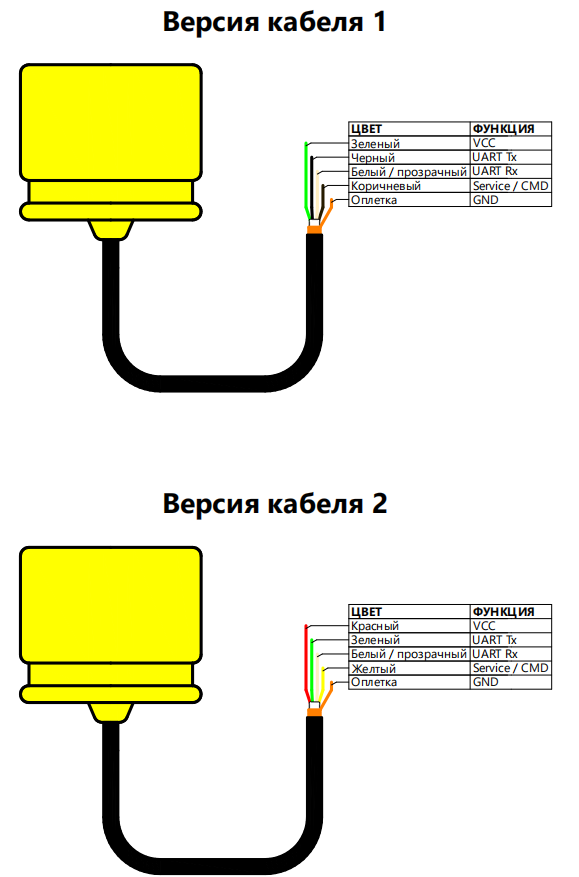 Версия кабеля 1
ЦВЕТ ФУНКЦИЯ
Зеленый VCC
Черный UART Tx
Белый / прозрачный UART Rx
Коричневый Service / CMD
Оплетка GND
Версия кабеля 2
ЦВЕТ ФУНКЦИЯ
Красный VCC
Зеленый UART Tx
Белый / прозрачный UART Rx
Желтый Service / CMD
Оплетка GND